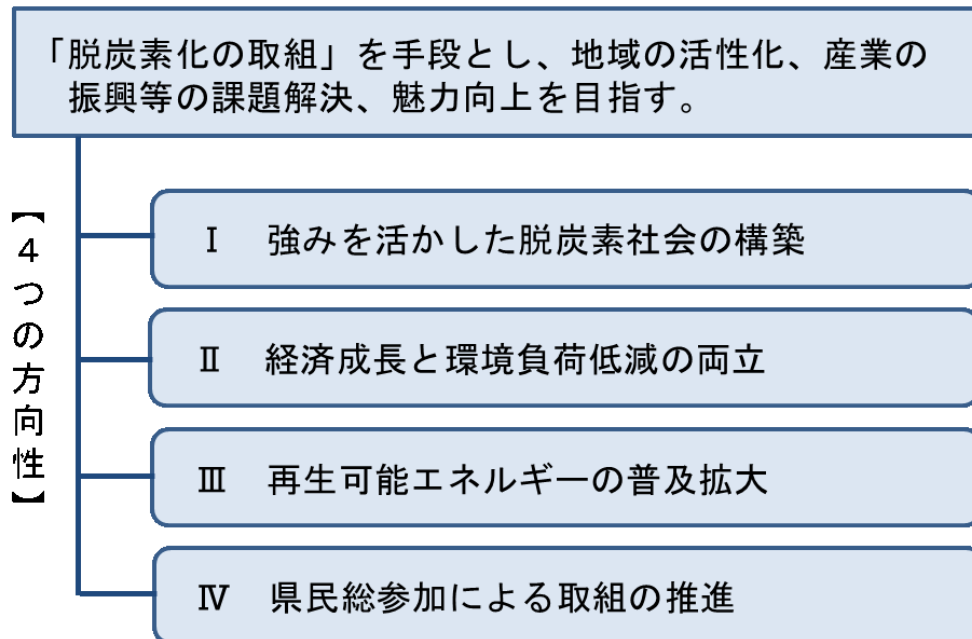 「脱炭素化の取組」を手段とし、地域の活性化、産業の
振興等の課題解決、魅力向上を目指す。
【4つの方向性】
Ⅰ 強みを活かした脱炭素社会の構築
Ⅱ 経済成長と環境負荷低減の両立
Ⅲ 再生可能エネルギーの普及拡大
Ⅳ 県民総参加による取組の推進